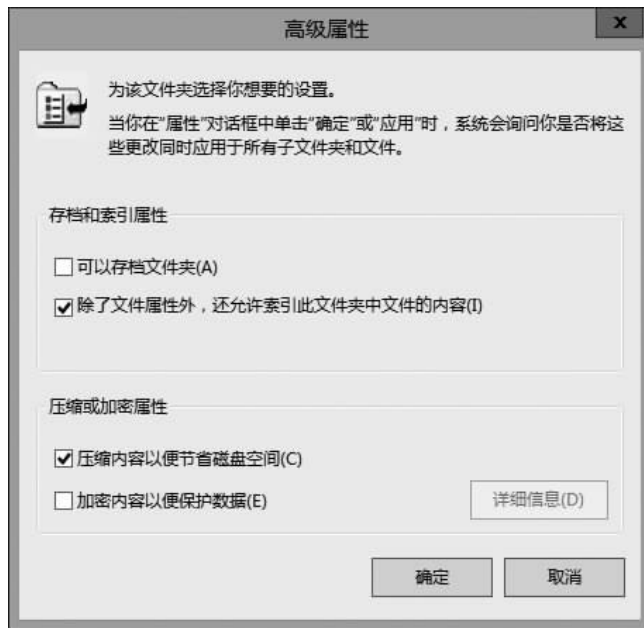 高级属性
x
为该文件夹选择你想要的设置。
当你在"属性"对话框中单击"确定"或"应用"时，系统会询问你是否将这
些更改同时应用于所有子文件夹和文件。
存档和索引属性
可以存档文件夹(A)
除了文件属性外，还允许索引此文件夹中文件的内容(I)
压缩或加密属性
压缩内容以便节省磁盘空间(C)
加密内容以便保护数据(E)
详细信息(D)
确定
取消